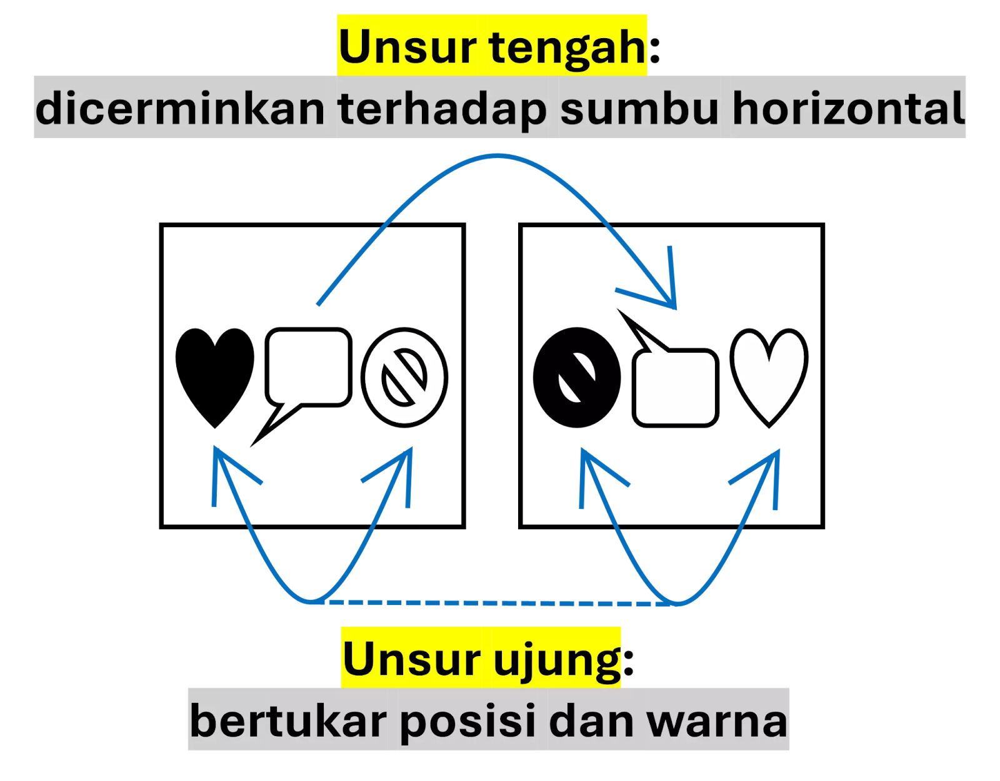 Unsur tengah:
dicerminkan terhadap sumbu horizontal
Unsur ujung:
bertukar posisi dan warna